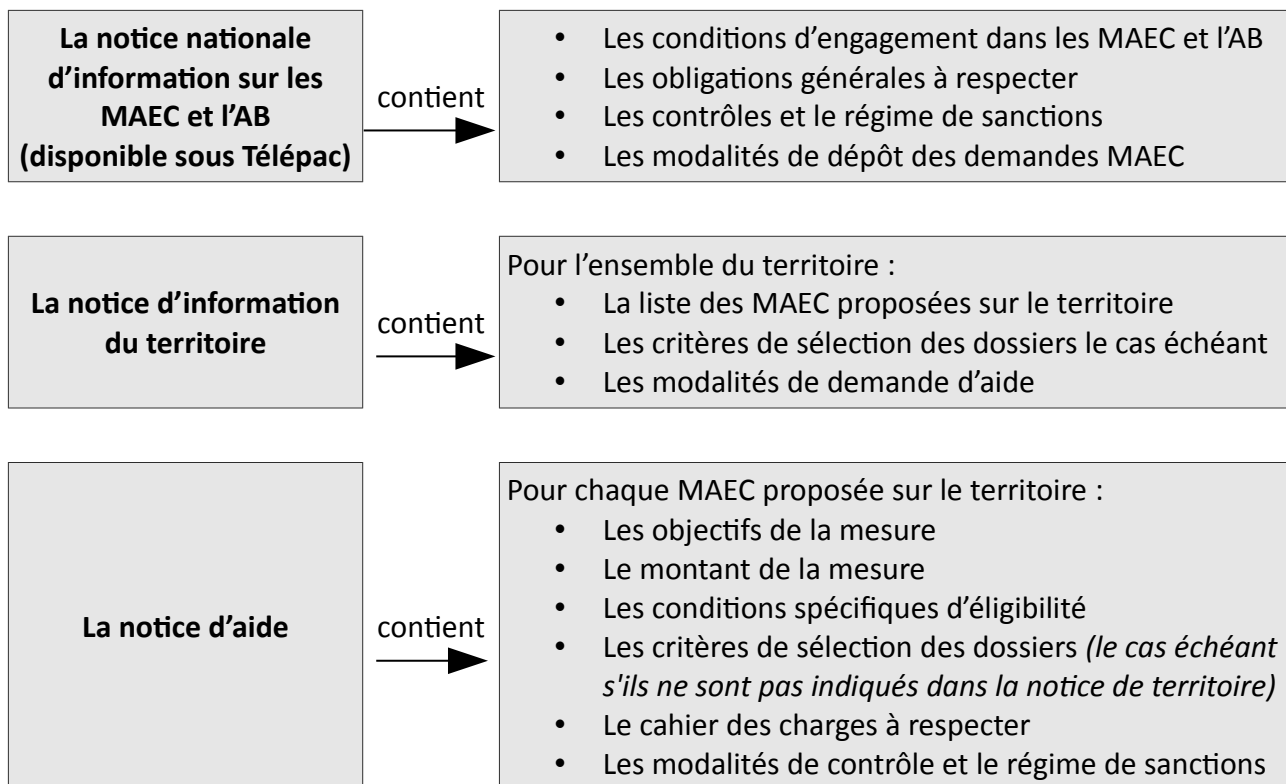 La notice nationale
d'information sur les
MAEC et l'AB
(disponible sous Télépac)
contient
• Les conditions d'engagement dans les MAEC et l'AB
• Les obligations générales à respecter
• Les contrôles et le régime de sanctions
• Les modalités de dépôt des demandes MAEC
La notice d'information
du territoire
contient
Pour l'ensemble du territoire :
• La liste des MAEC proposées sur le territoire
• Les critères de sélection des dossiers le cas échéant
• Les modalités de demande d'aide
La notice d'aide
contient
Pour chaque MAEC proposée sur le territoire :
• Les objectifs de la mesure
• Le montant de la mesure
• Les conditions spécifiques d'éligibilité
• Les critères de sélection des dossiers (le cas échéant
s'ils ne sont pas indiqués dans la notice de territoire)
• Le cahier des charges à respecter
• Les modalités de contrôle et le régime de sanctions